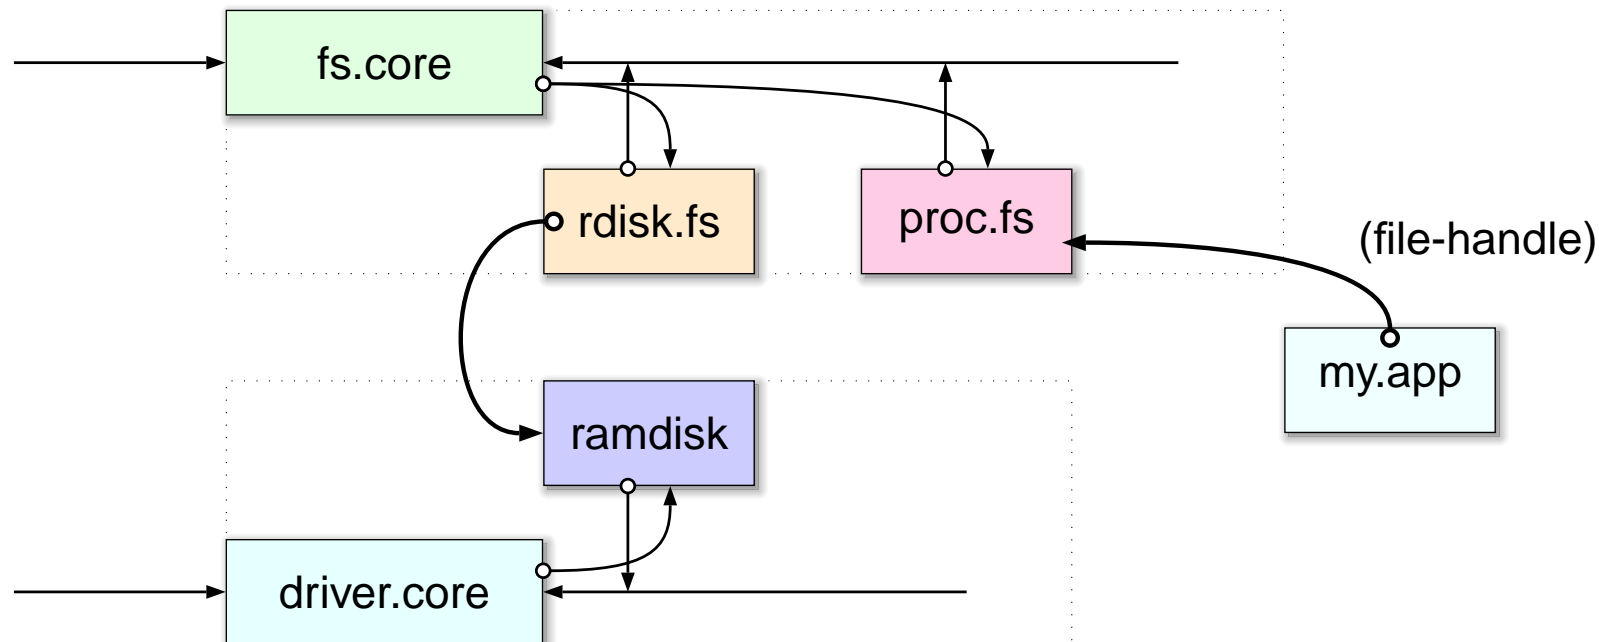 fs.core
rdisk.fs
proc.fs
(file-handle)
my.app
ramdisk
driver.core